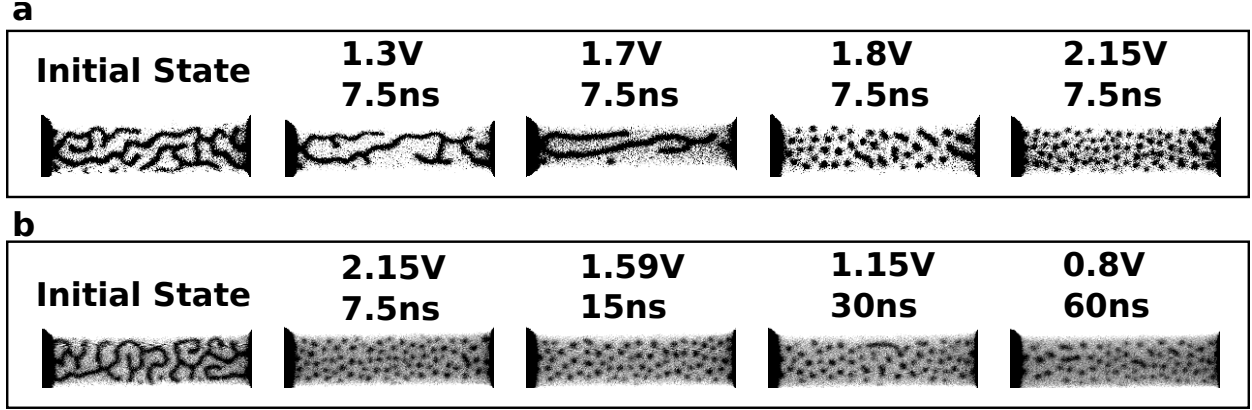 a
Initial State
1.3V
7.5ns
1.7V
7.5ns
1.8V
7.5ns
2.15V
7.5ns
b
Initial State
2.15V
7.5ns
1.59V
15ns
1.15V
30ns
0.8V
60ns